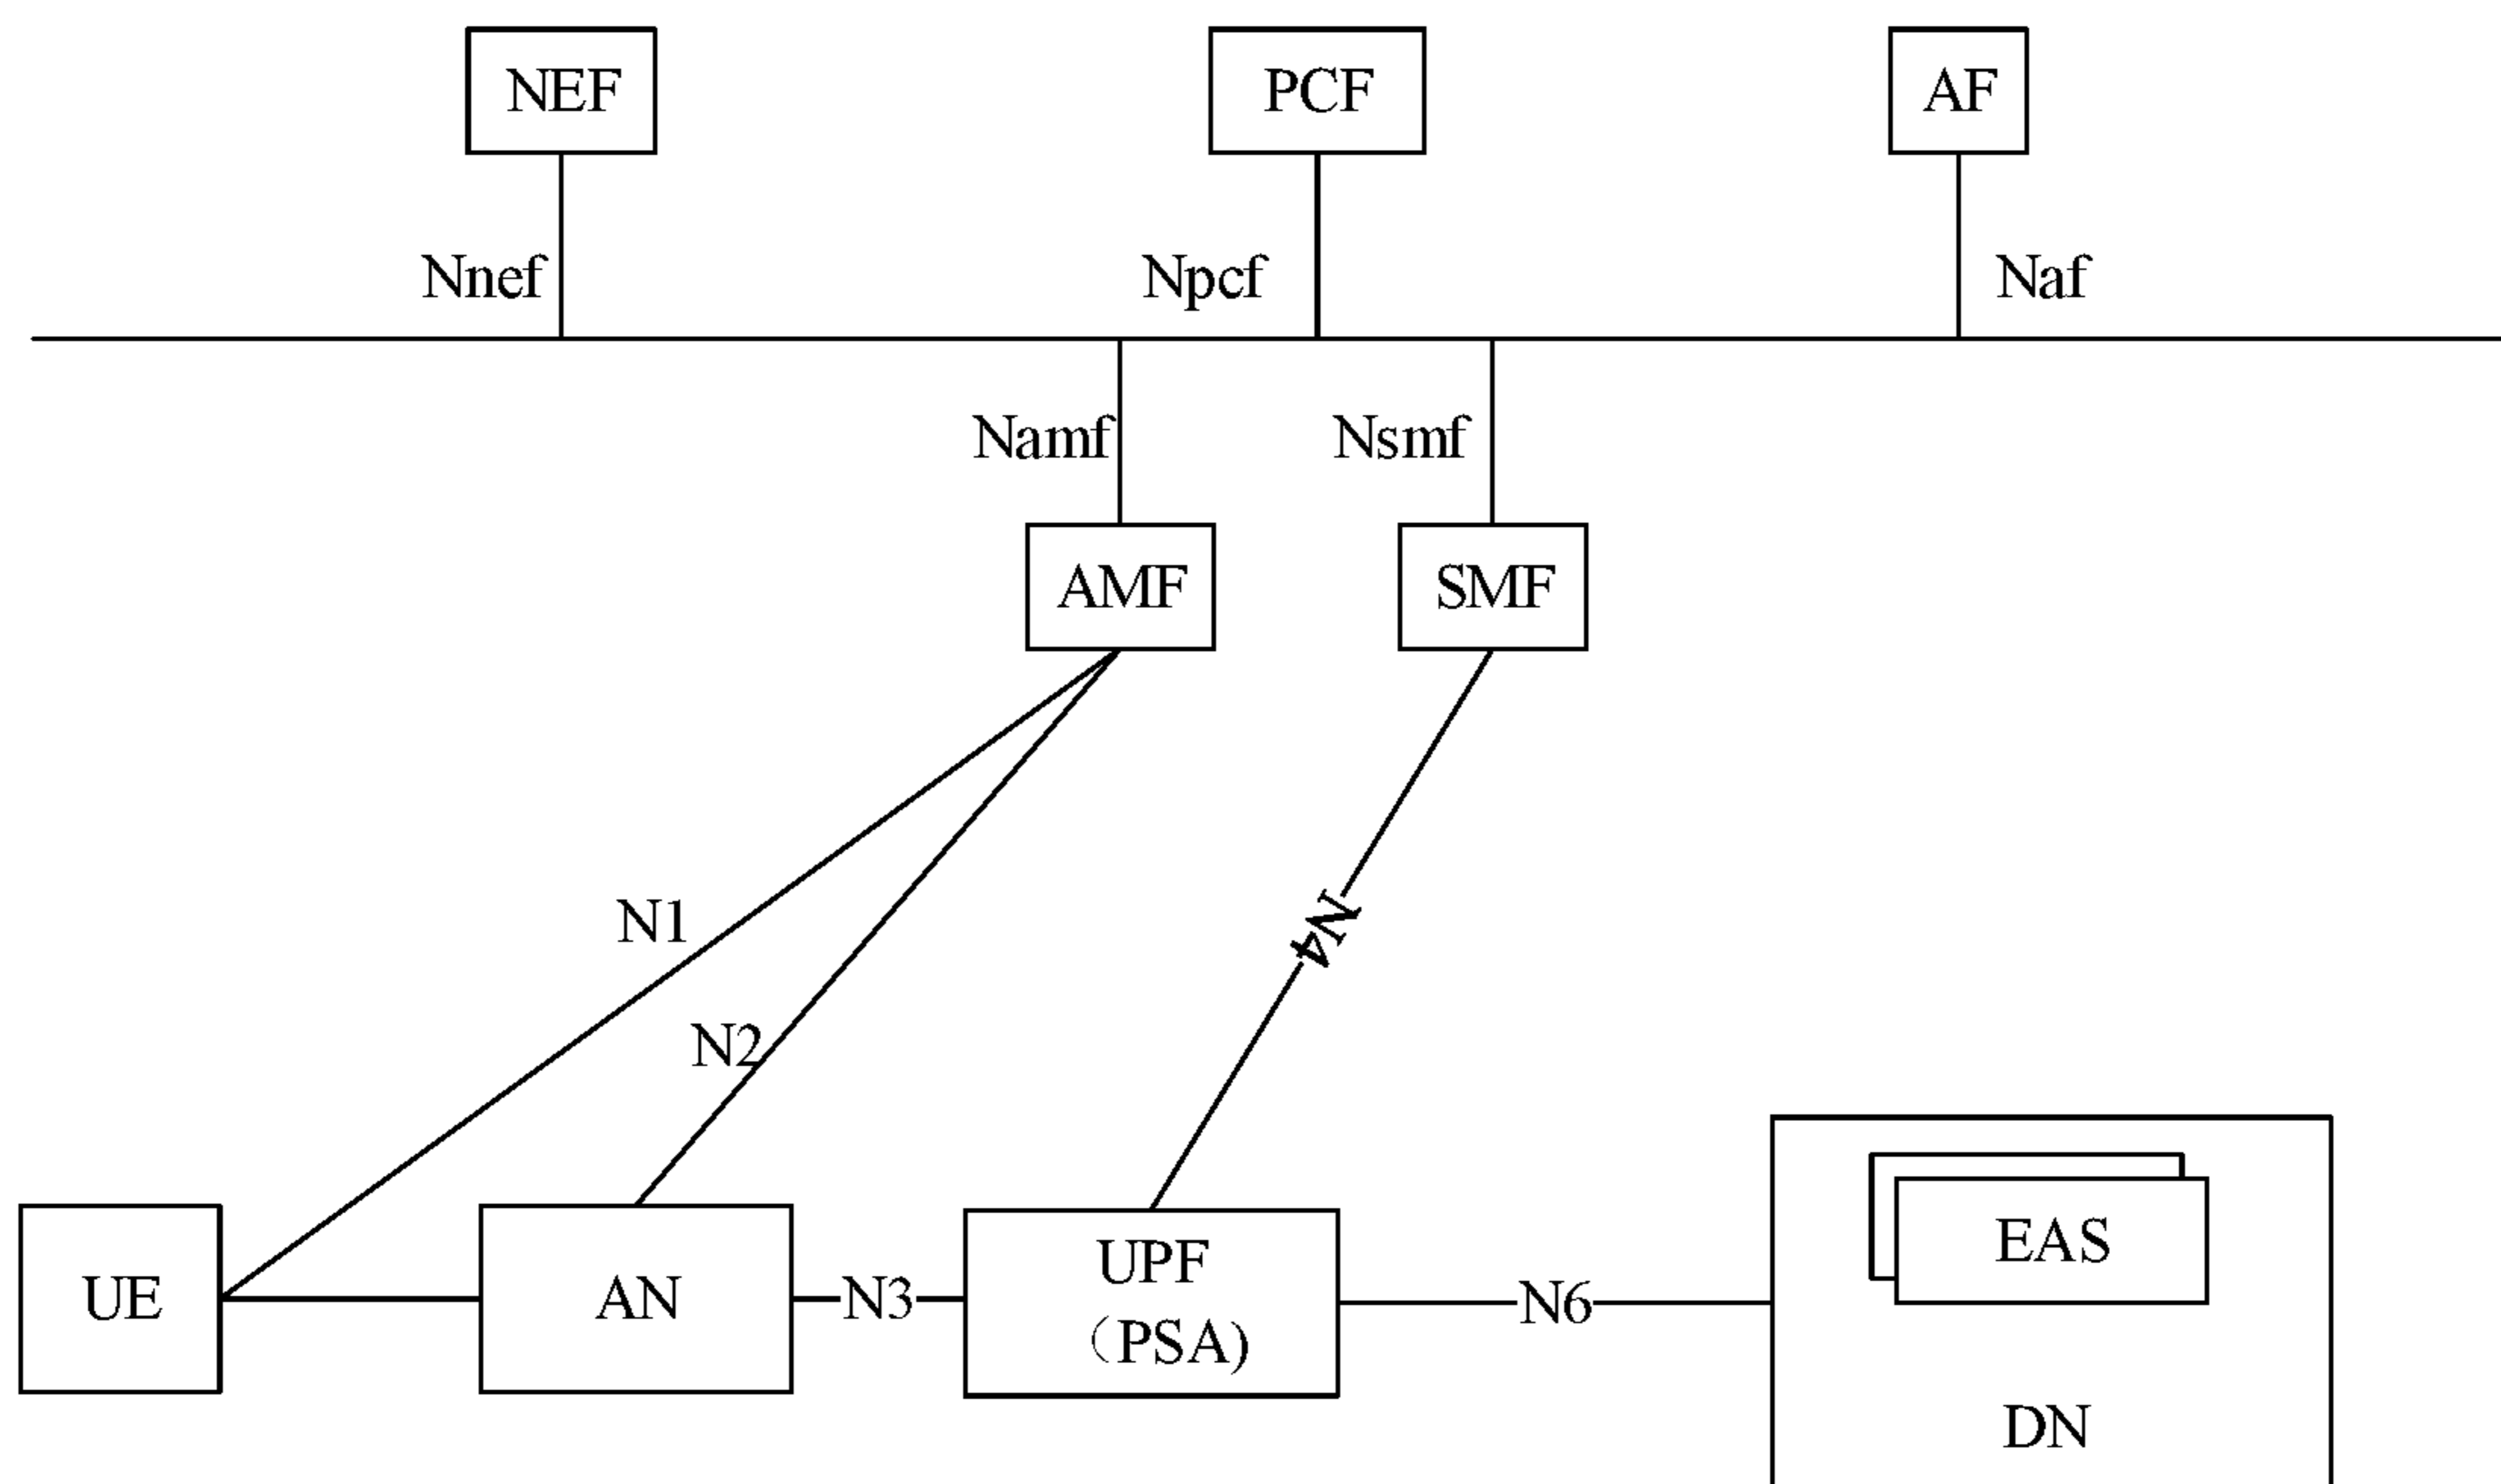 NEF
PCF
AF
Nnef
Npcf
Naf
Namf
Nsmf
AMF
SMF
N1
N4
N2
UE
AN
N3
UPF
（PSA)
N6
EAS
DN